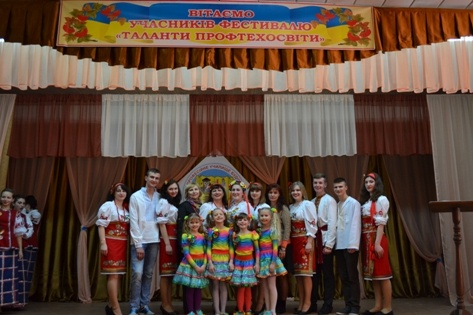 ВІТАЄМО
УЧАСНИКІВ ФЕСТИВАЛЮ
«ТАЛАНТИ ПРОФТЕХОСВІТИ»